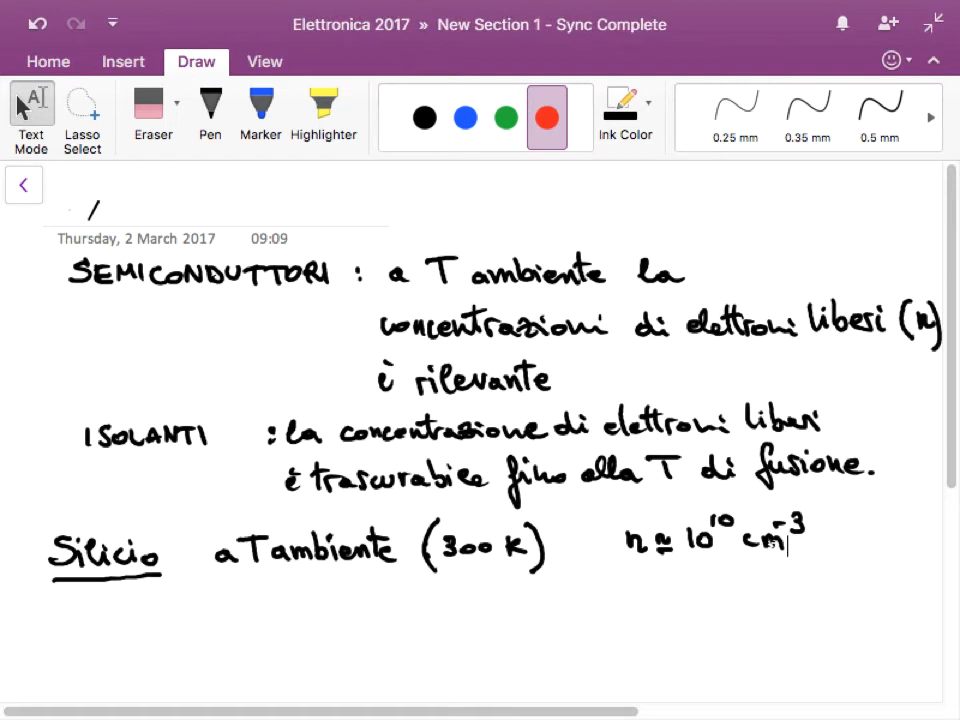 Elettronica 2017 » New Section 1 - Sync Complete
Home Insert Draw View
Text Mode
Lasso Select
Eraser
Pen
Marker
Highlighter
Ink Color
0.25 mm
0.35 mm
0.5 mm
Thursday, 2 March 2017 09:09
SEMICONDUTTORI : a T ambiente la
concentrazioni di elettroni liberi (n)
è rilevante
ISOLANTI : la concentrazione di elettroni liberi
è trascurabile fino alla T di fusione.
Silicio a T ambiente (300 K) n ≃ 10¹⁰ cm⁻³